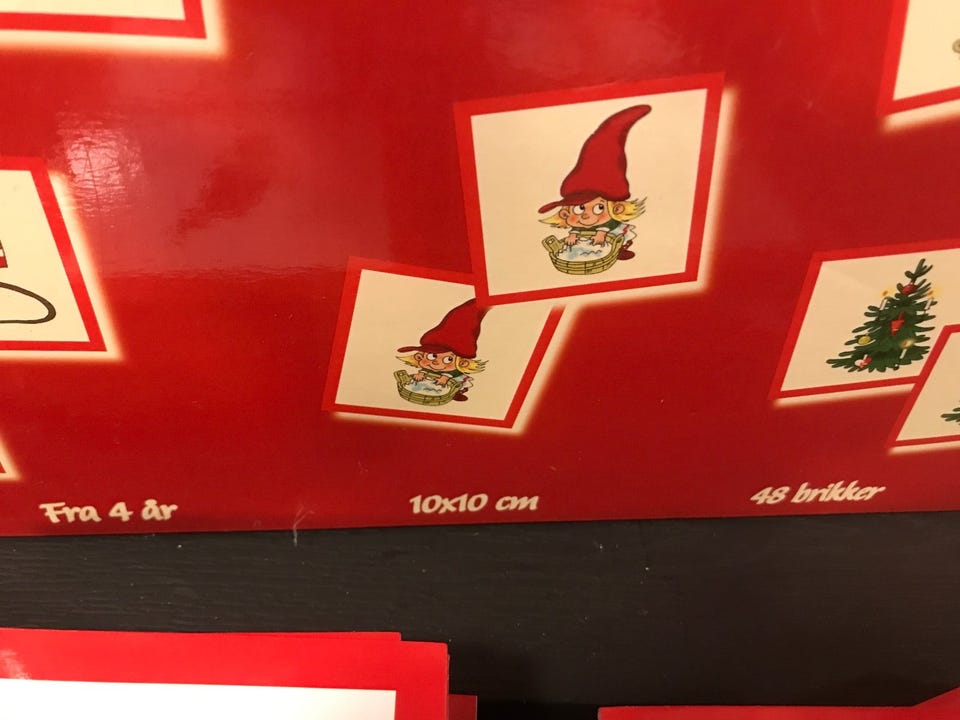 Fra 4 år
10x10 cm
48 brikker